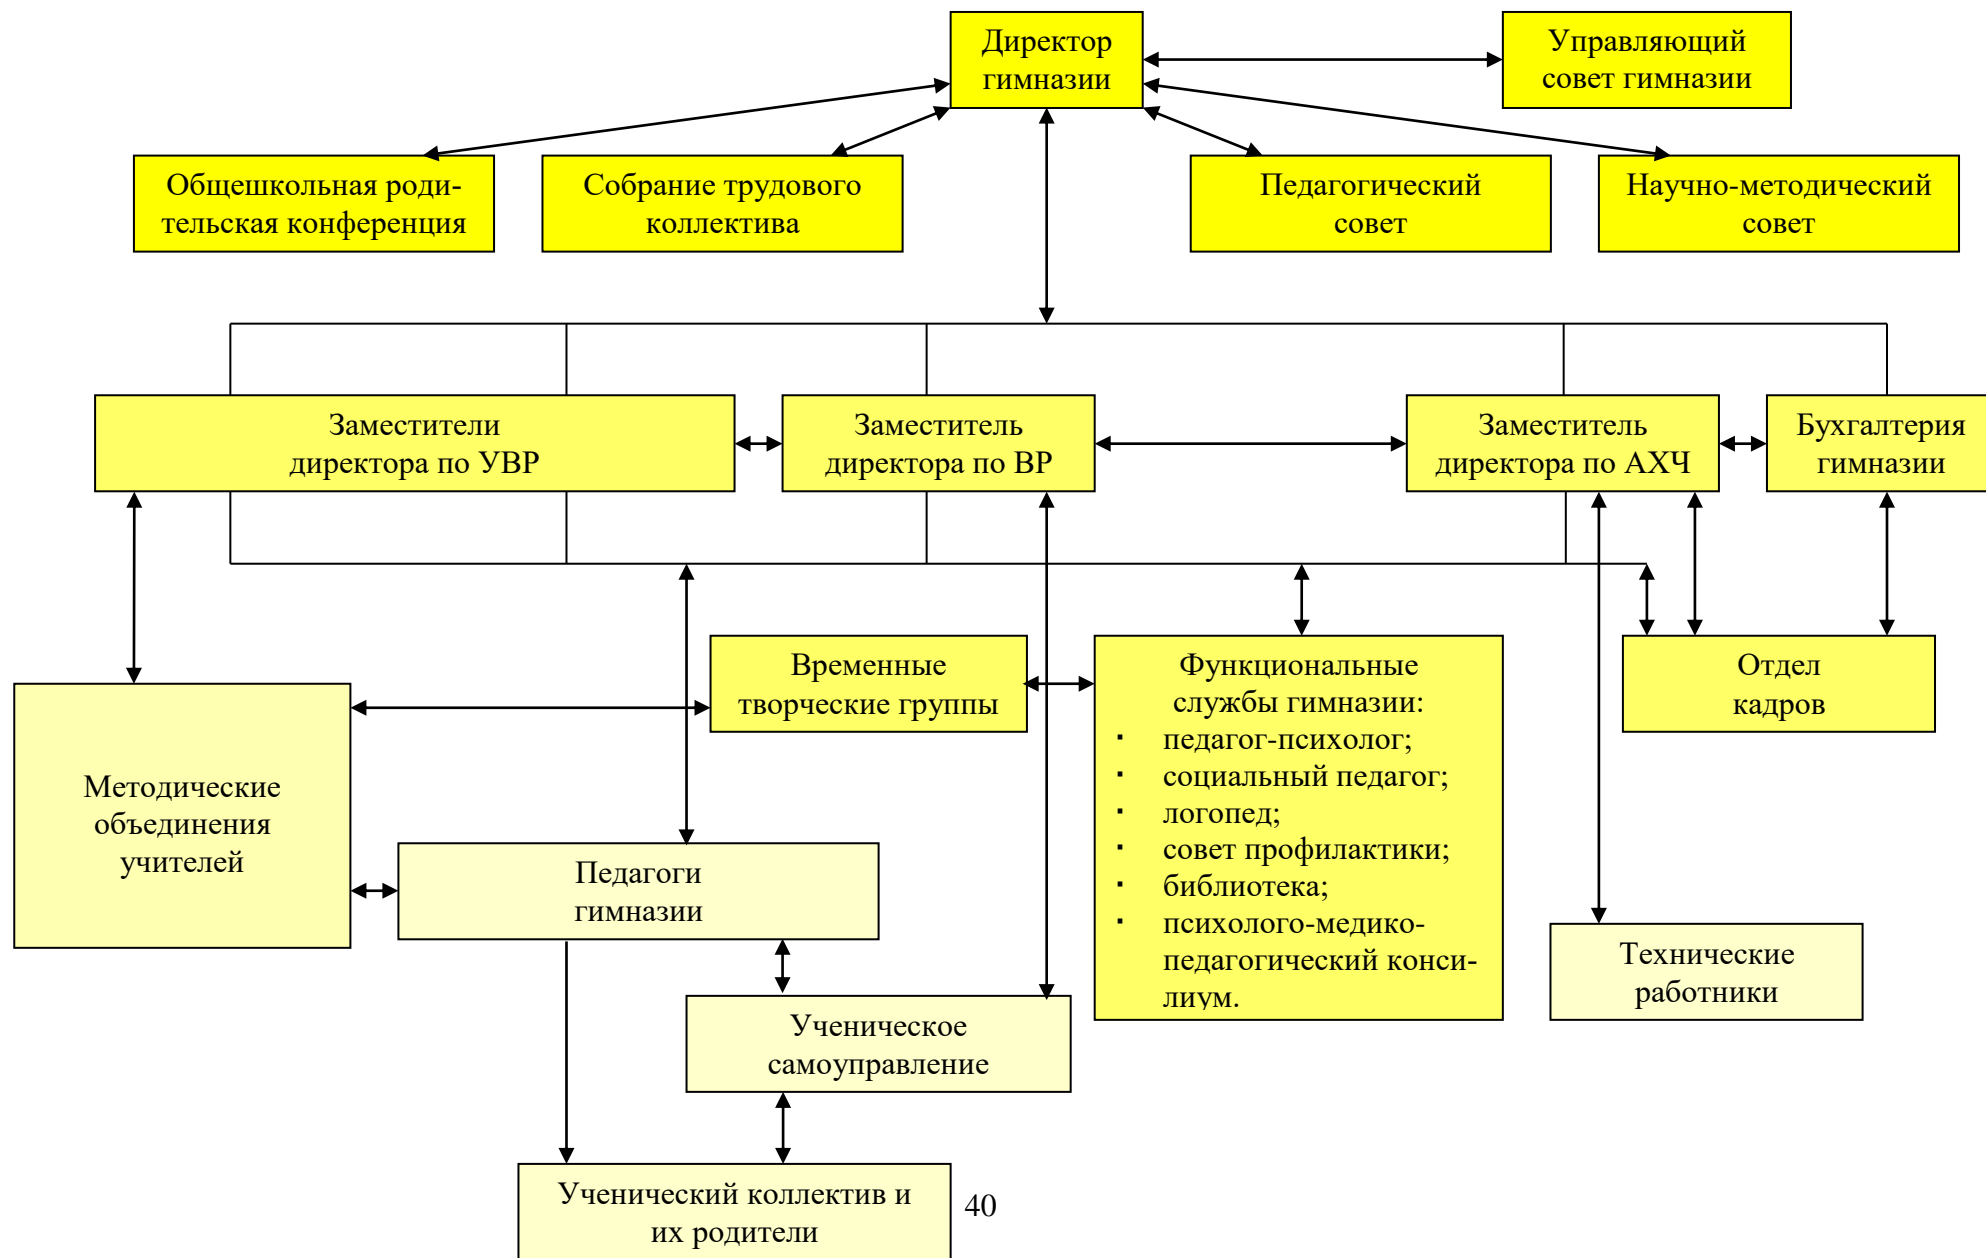 Директор
гимназии
Управляющий
совет гимназии
Общешкольная роди-
тельская конференция
Собрание трудового
коллектива
Педагогический
совет
Научно-методический
совет
Заместители
директора по УВР
Заместитель
директора по ВР
Заместитель
директора по АХЧ
Бухгалтерия
гимназии
Временные
творческие группы
Функциональные
службы гимназии:
▪ педагог-психолог;
▪ социальный педагог;
▪ логопед;
▪ совет профилактики;
▪ библиотека;
▪ психолого-медико-
педагогический конси-
лиум.
Отдел
кадров
Методические
объединения
учителей
Педагоги
гимназии
Технические
работники
Ученическое
самоуправление
Ученический коллектив и
их родители
40